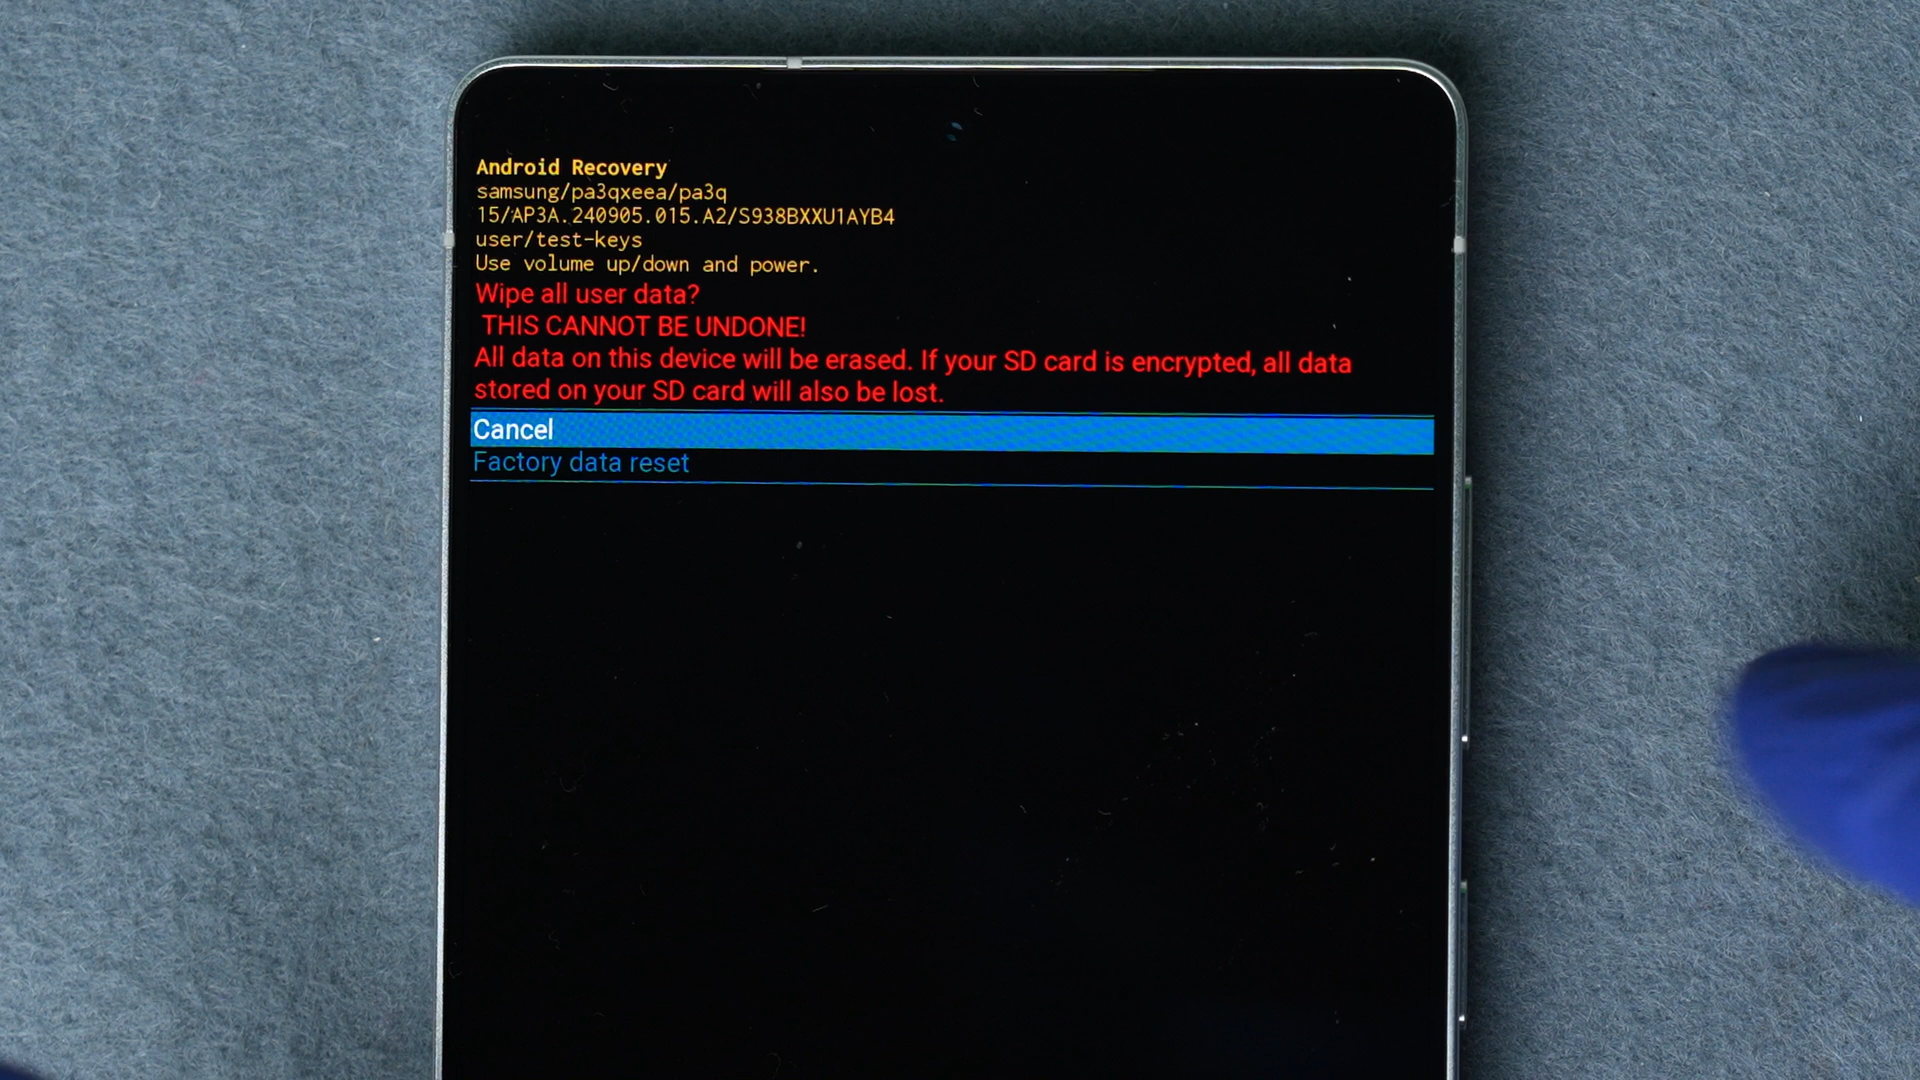 Android Recovery
samsung/pa3qxeea/pa3q
15/AP3A.240905.015.A2/S938BXXU1AYB4
user/test-keys
Use volume up/down and power.
Wipe all user data?
THIS CANNOT BE UNDONE!
All data on this device will be erased. If your SD card is encrypted, all data
stored on your SD card will also be lost.
Cancel
Factory data reset